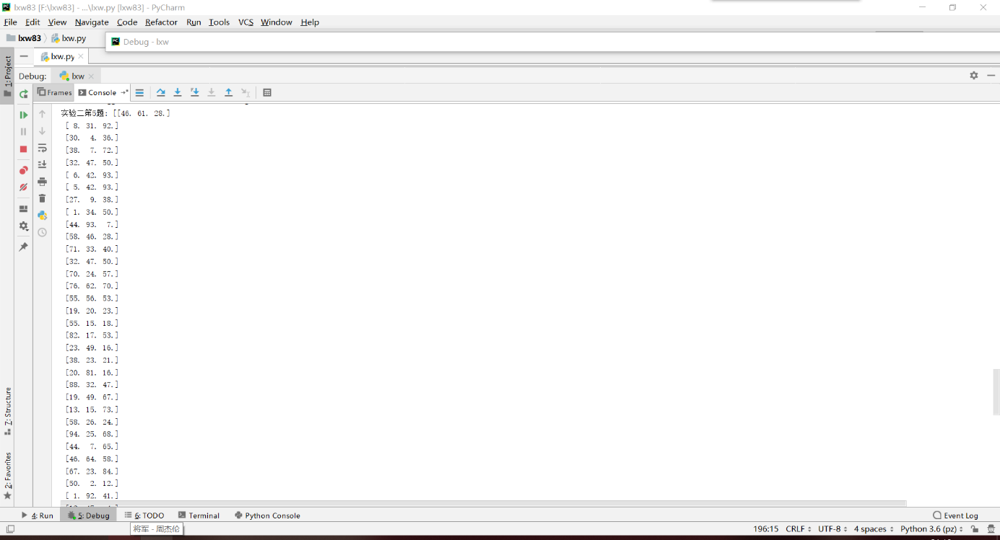 lxw83 [F:\lxw83] - ...\lxw.py [lxw83] - PyCharm
File Edit View Navigate Code Refactor Run Tools VCS Window Help
lxw83 lxw.py
Debug - lxw
1: Project
lxw.py
Debug: lxw
Frames Console
实验二第5题: [[46. 61. 28.]
[ 8. 31. 92.]
[30. 4. 36.]
[38. 7. 72.]
[32. 47. 50.]
[ 6. 42. 93.]
[ 5. 42. 93.]
[27. 9. 38.]
[ 1. 34. 50.]
[44. 93. 7.]
[58. 46. 28.]
[71. 33. 40.]
[32. 47. 50.]
[70. 24. 57.]
[76. 62. 70.]
[55. 56. 53.]
[19. 20. 23.]
[55. 15. 18.]
[82. 17. 53.]
[23. 49. 16.]
[38. 23. 21.]
[20. 81. 16.]
[88. 32. 47.]
[19. 49. 67.]
[13. 15. 73.]
[58. 26. 24.]
[94. 25. 68.]
[44. 7. 65.]
[46. 64. 58.]
[67. 23. 84.]
[50. 2. 12.]
[ 1. 92. 41.]
Z: Structure
2: Favorites
4: Run 5: Debug 6: TODO Terminal Python Console Event Log
将军 - 周杰伦
196:15 CRLF UTF-8 4 spaces Python 3.6 (pz)